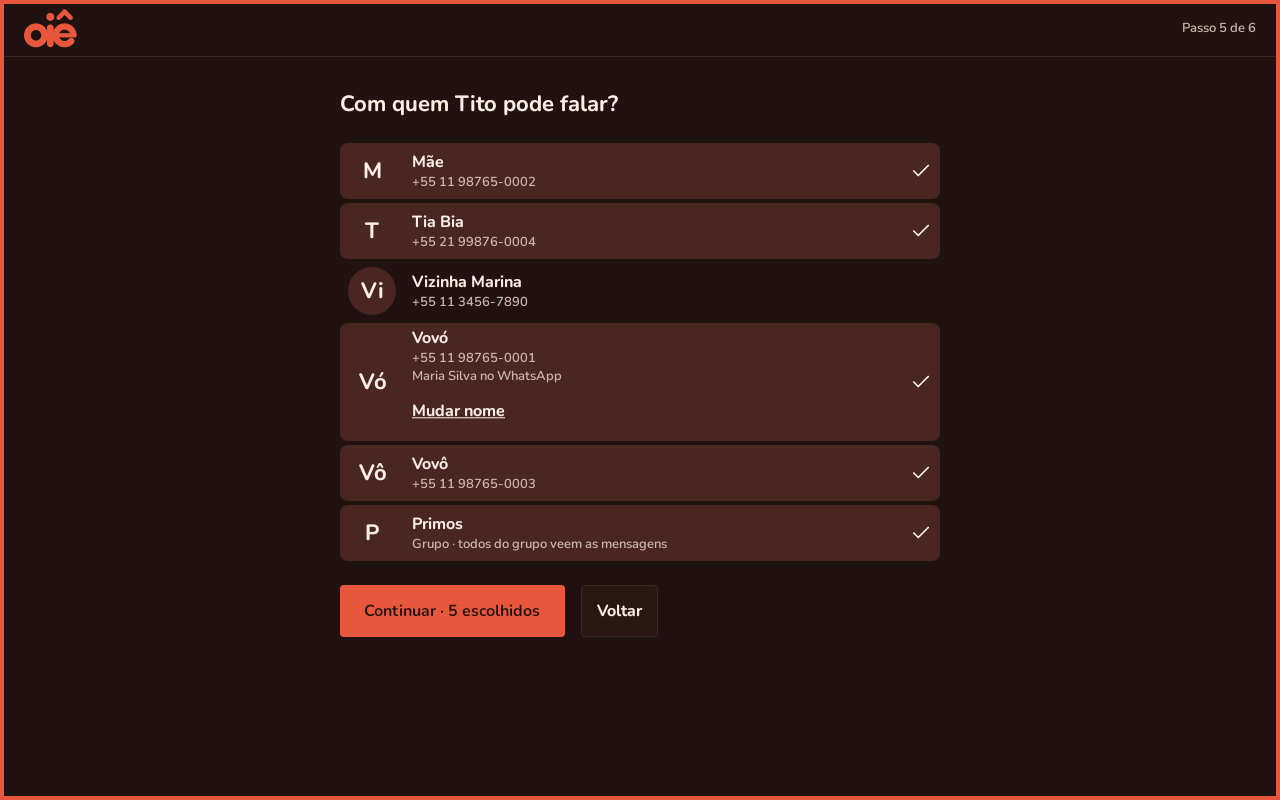 oiê
Passo 5 de 6
Com quem Tito pode falar?
M
Mãe
+55 11 98765-0002
T
Tia Bia
+55 21 99876-0004
Vi
Vizinha Marina
+55 11 3456-7890
Vó
Vovó
+55 11 98765-0001
Maria Silva no WhatsApp
Mudar nome
Vô
Vovô
+55 11 98765-0003
P
Primos
Grupo · todos do grupo veem as mensagens
Continuar · 5 escolhidos
Voltar